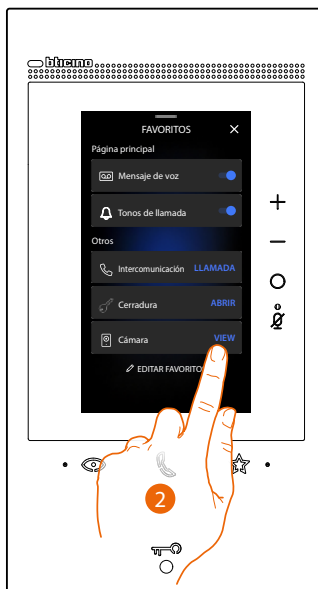 bticino
FAVORITOS
Página principal
Mensaje de voz
Tonos de llamada
Otros
Intercomunicación LLAMADA
Cerradura ABRIR
Cámara VIEW
EDITAR FAVORITO
2